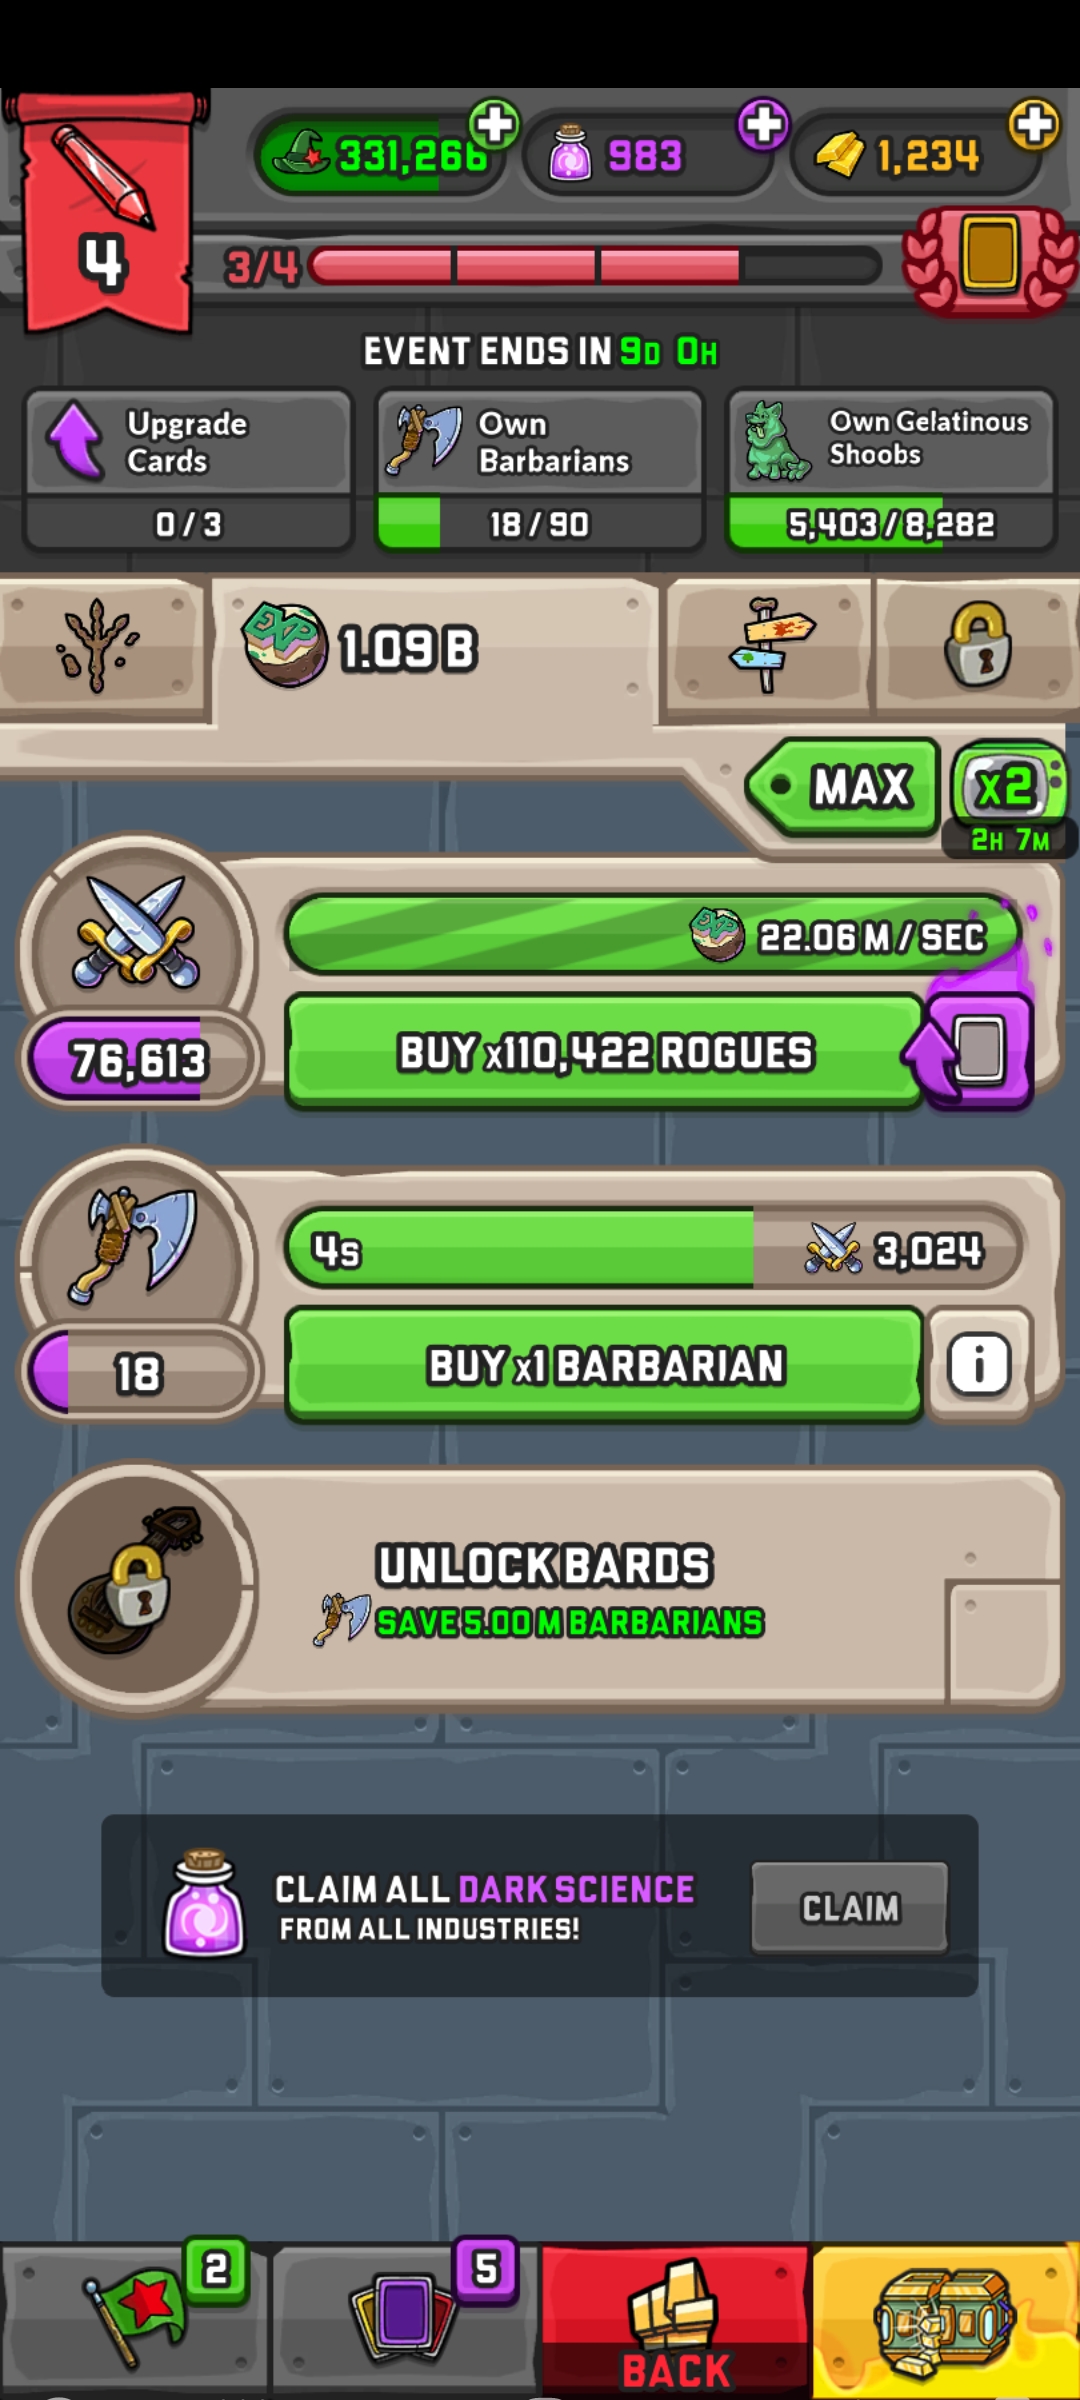 4
331,266
983
1,234
3/4
EVENT ENDS IN 9D 0H
Upgrade
Cards
0 / 3
Own
Barbarians
18 / 90
Own Gelatinous
Shoobs
5,403 / 8,282
EXP
1.09 B
MAX
x2
2H 7M
EXP
22.06 M / SEC
76,613
BUY x110,422 ROGUES
4S
3,024
18
BUY x1 BARBARIAN
i
UNLOCK BARDS
SAVE 5.00 M BARBARIANS
CLAIM ALL DARK SCIENCE
FROM ALL INDUSTRIES!
CLAIM
2
5
BACK